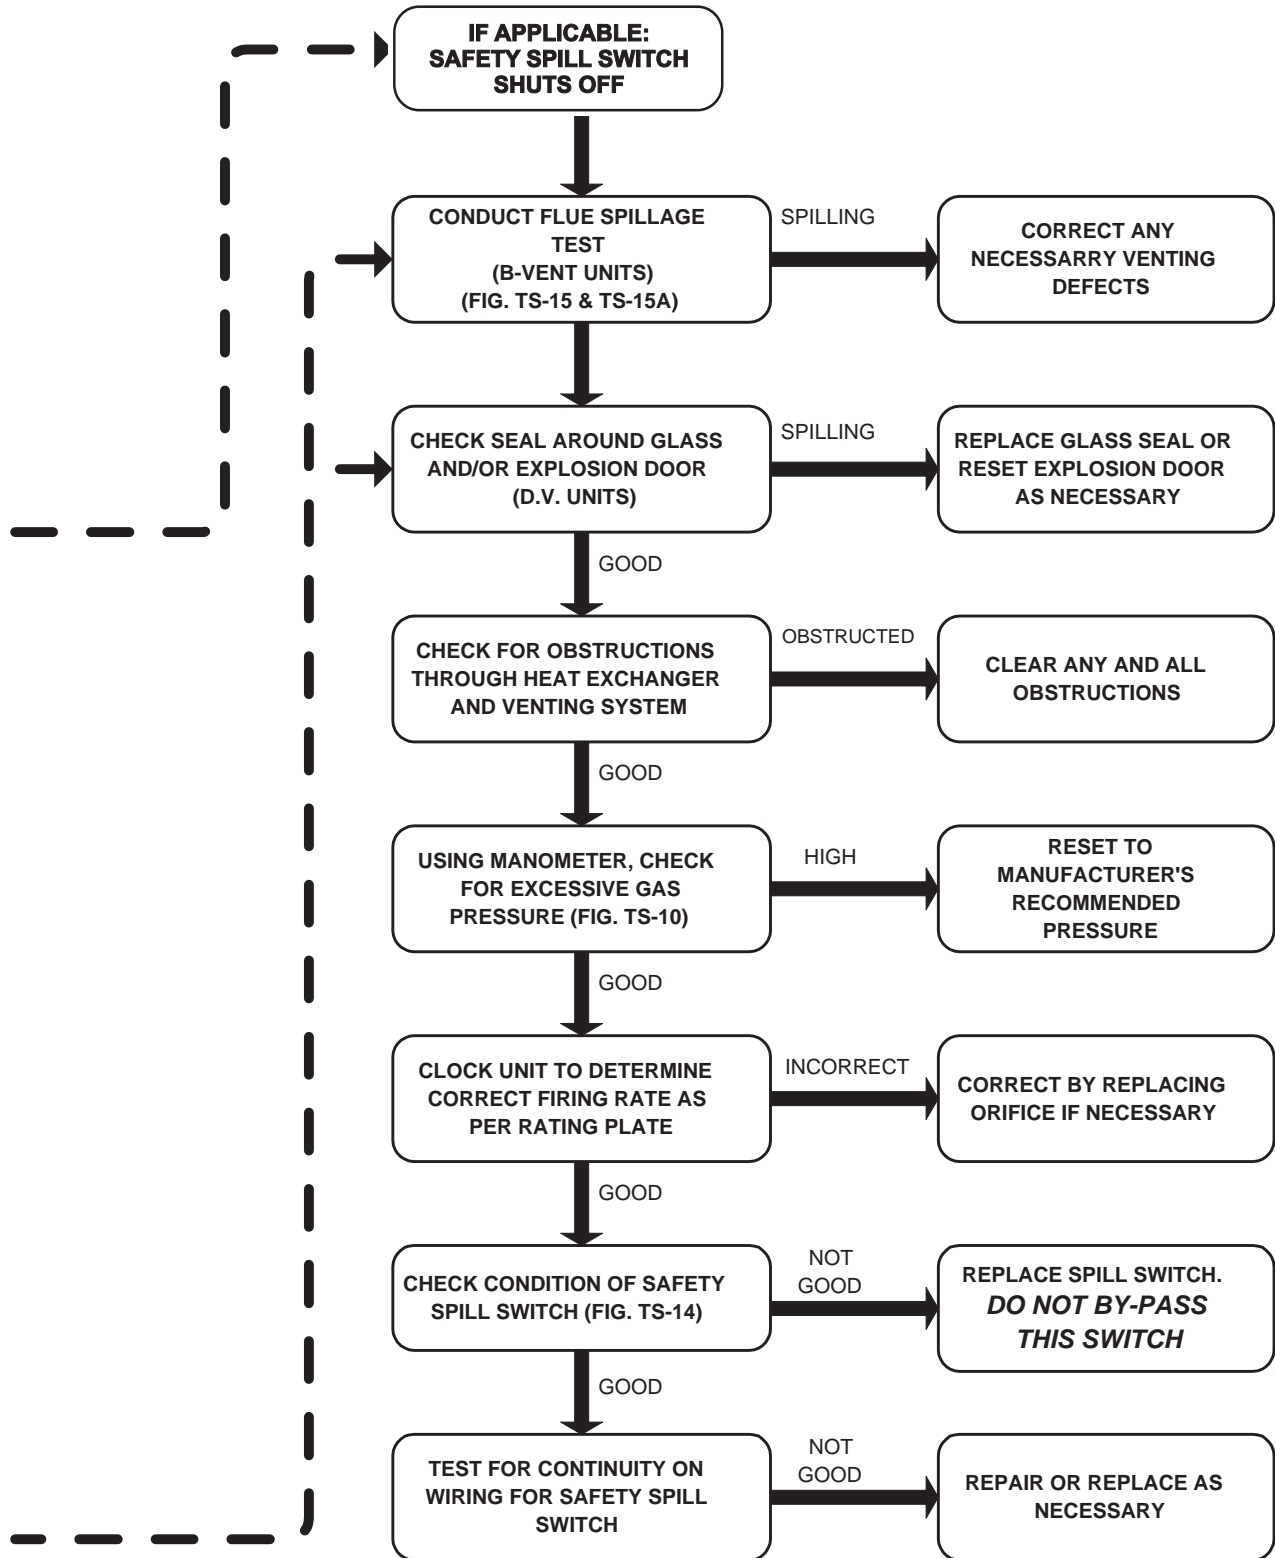 IF APPLICABLE:
SAFETY SPILL SWITCH
SHUTS OFF
CONDUCT FLUE SPILLAGE
TEST
(B-VENT UNITS)
(FIG. TS-15 & TS-15A)
SPILLING
CORRECT ANY
NECESSARRY VENTING
DEFECTS
CHECK SEAL AROUND GLASS
AND/OR EXPLOSION DOOR
(D.V. UNITS)
SPILLING
REPLACE GLASS SEAL OR
RESET EXPLOSION DOOR
AS NECESSARY
GOOD
CHECK FOR OBSTRUCTIONS
THROUGH HEAT EXCHANGER
AND VENTING SYSTEM
OBSTRUCTED
CLEAR ANY AND ALL
OBSTRUCTIONS
GOOD
USING MANOMETER, CHECK
FOR EXCESSIVE GAS
PRESSURE (FIG. TS-10)
HIGH
RESET TO
MANUFACTURER'S
RECOMMENDED
PRESSURE
GOOD
CLOCK UNIT TO DETERMINE
CORRECT FIRING RATE AS
PER RATING PLATE
INCORRECT
CORRECT BY REPLACING
ORIFICE IF NECESSARY
GOOD
CHECK CONDITION OF SAFETY
SPILL SWITCH (FIG. TS-14)
NOT
GOOD
REPLACE SPILL SWITCH.
DO NOT BY-PASS
THIS SWITCH
GOOD
TEST FOR CONTINUITY ON
WIRING FOR SAFETY SPILL
SWITCH
NOT
GOOD
REPAIR OR REPLACE AS
NECESSARY